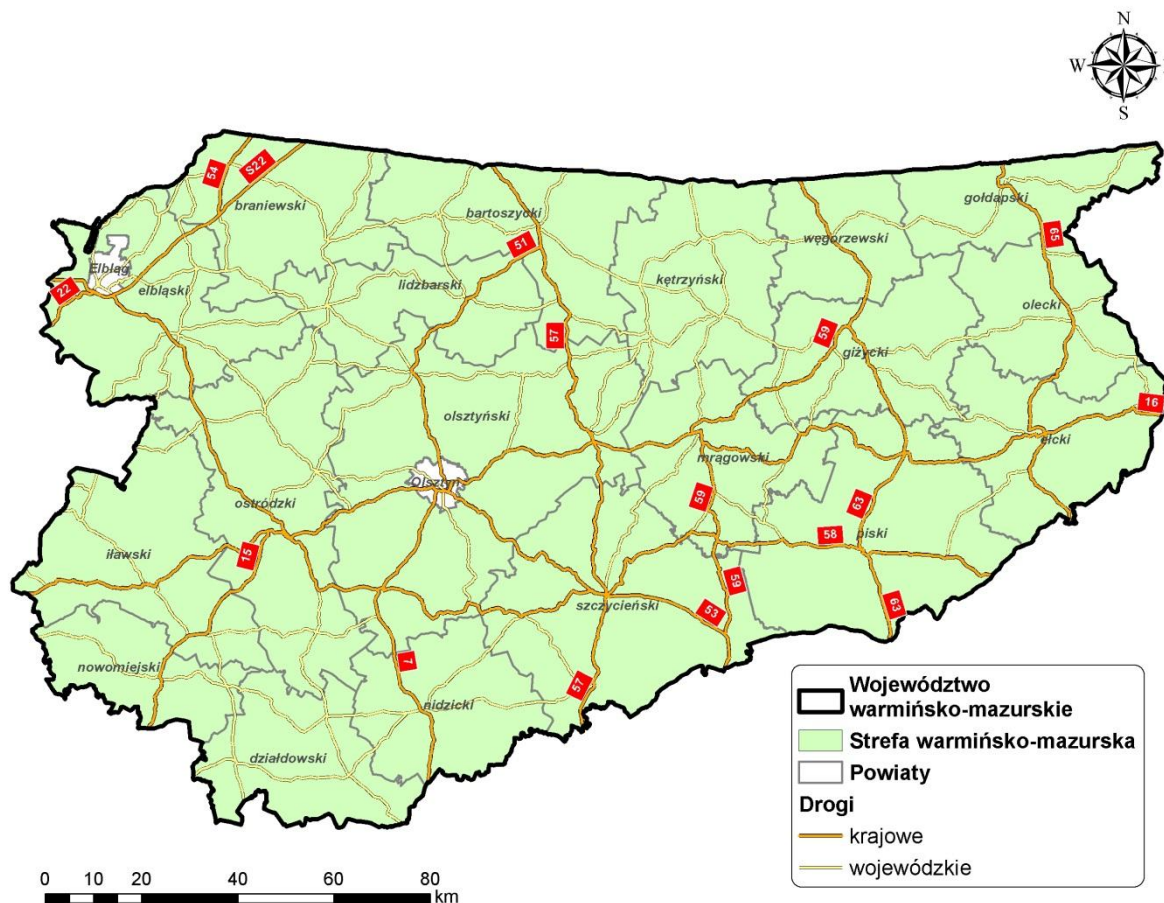 N
W
S
54
S22
braniewski
bartoszycki
gołdapski
51
węgorzewski
65
Elbląg
kętrzyński
22
elbląski
lidzbarski
olecki
57
59
giżycki
16
olsztyński
ełcki
mrągowski
Olsztyn
59
63
ostródzki
58
piski
15
iławski
59
szczycieński
53
63
nowomiejski
7
57
nidzicki
działdowski
Województwo
warmińsko-mazurskie
Strefa warmińsko-mazurska
Powiaty
Drogi
krajowe
wojewódzkie
0 10 20 40 60 80
km